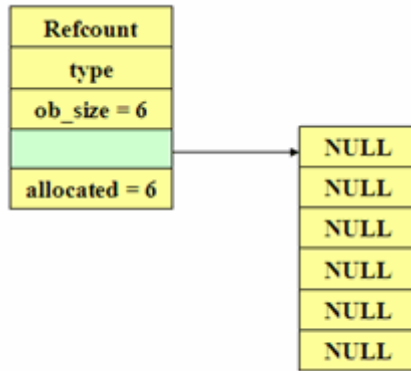 Refcount
type
ob_size = 6
allocated = 6
NULL
NULL
NULL
NULL
NULL
NULL